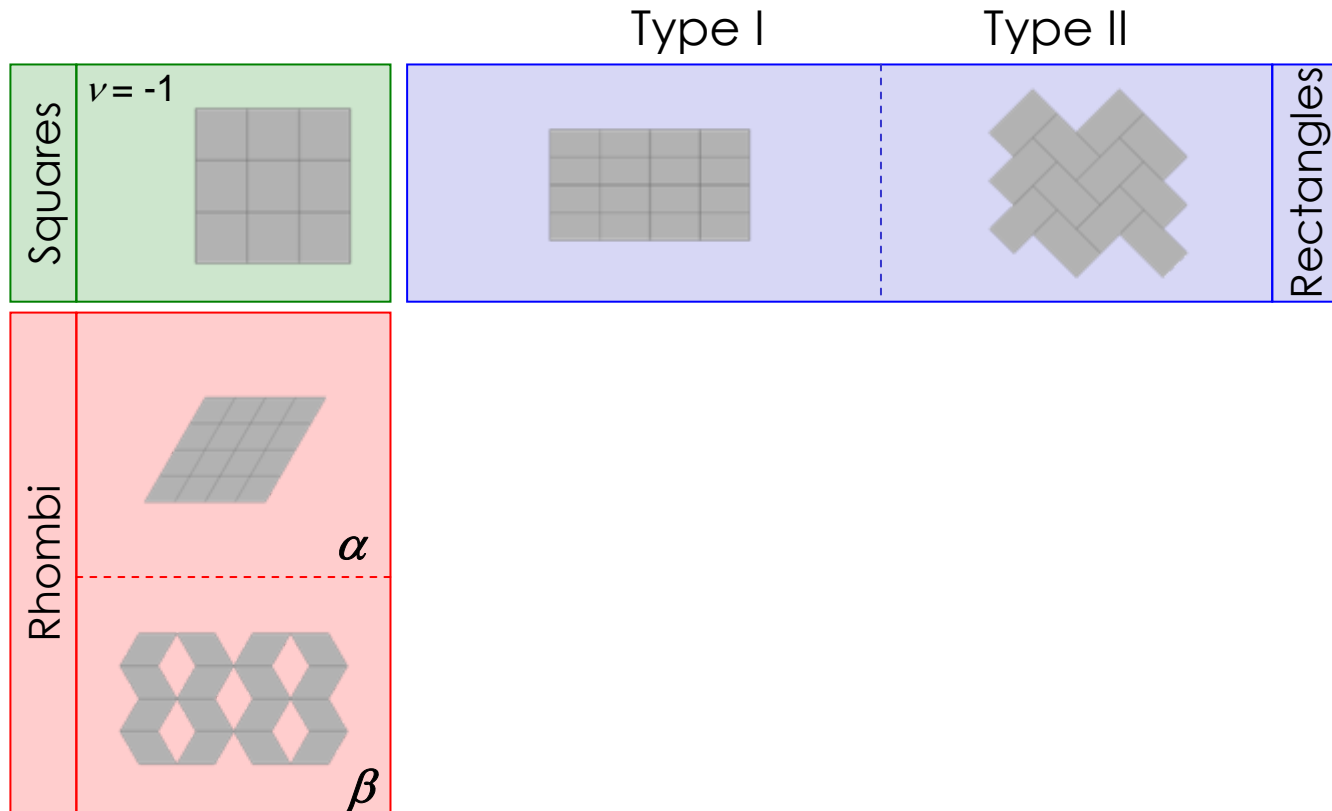 Type I
Type II
Squares
ν = -1
Rectangles
Rhombi
α
β